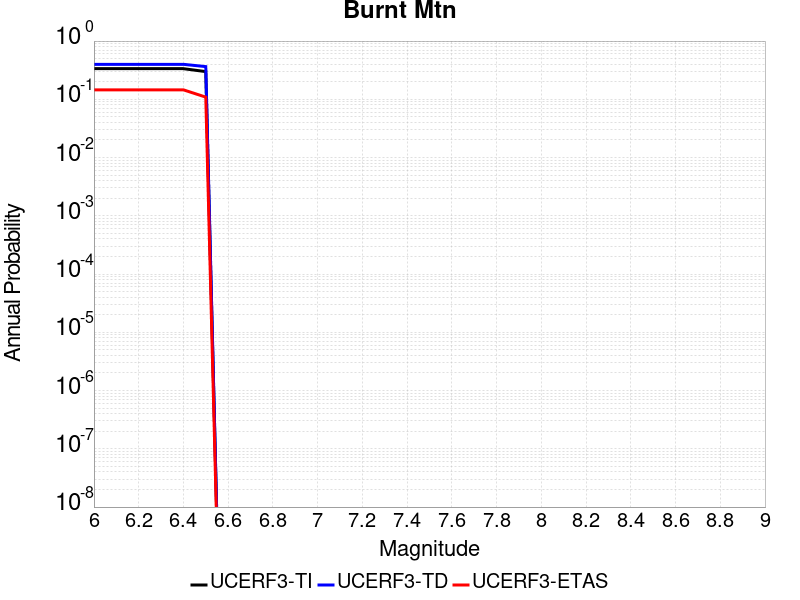 Burnt Mtn
Annual Probability
10^0
10^-1
10^-2
10^-3
10^-4
10^-5
10^-6
10^-7
10^-8
6 6.2 6.4 6.6 6.8 7 7.2 7.4 7.6 7.8 8 8.2 8.4 8.6 8.8 9
Magnitude
UCERF3-TI UCERF3-TD UCERF3-ETAS